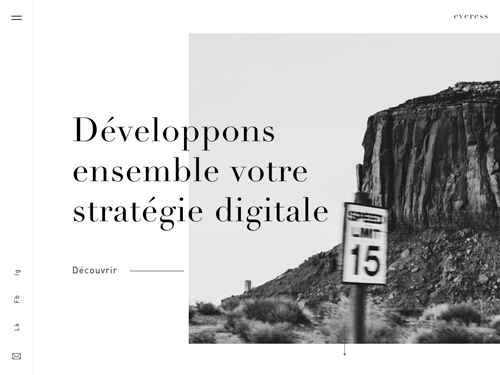 everess
Développons
ensemble votre
stratégie digitale
SPEED
LIMIT
15
Découvrir
Ig
Fb
Lk